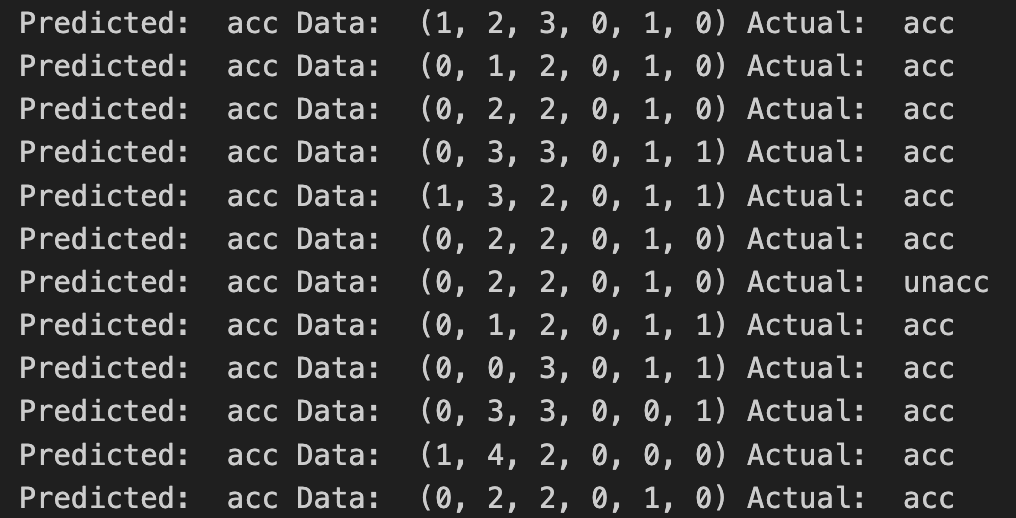 Predicted:  acc Data:  (1, 2, 3, 0, 1, 0) Actual:  acc
Predicted:  acc Data:  (0, 1, 2, 0, 1, 0) Actual:  acc
Predicted:  acc Data:  (0, 2, 2, 0, 1, 0) Actual:  acc
Predicted:  acc Data:  (0, 3, 3, 0, 1, 1) Actual:  acc
Predicted:  acc Data:  (1, 3, 2, 0, 1, 1) Actual:  acc
Predicted:  acc Data:  (0, 2, 2, 0, 1, 0) Actual:  acc
Predicted:  acc Data:  (0, 2, 2, 0, 1, 0) Actual:  unacc
Predicted:  acc Data:  (0, 1, 2, 0, 1, 1) Actual:  acc
Predicted:  acc Data:  (0, 0, 3, 0, 1, 1) Actual:  acc
Predicted:  acc Data:  (0, 3, 3, 0, 0, 1) Actual:  acc
Predicted:  acc Data:  (1, 4, 2, 0, 0, 0) Actual:  acc
Predicted:  acc Data:  (0, 2, 2, 0, 1, 0) Actual:  acc